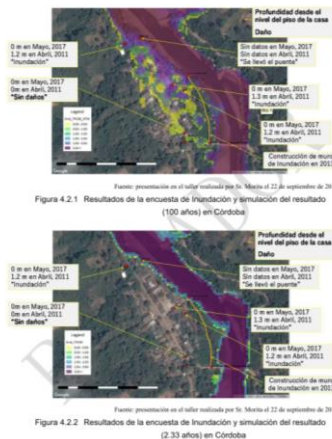 Profundidad desde el
nivel del piso de la casa
Daño
0 m en Mayo, 2017
1.2 m en Abril, 2011
"Inundación"
Sin datos en Mayo, 2017
Sin datos en Abril, 2011
"Se llevó el puente"
0m en Mayo, 2017
0m en Abril, 2011
"Sin daños"
0 m en Mayo, 2017
1.3 m en Abril, 2011
"Inundación"
0 m en Mayo, 2017
1.2 m en Abril, 2011
"Inundación"
Construcción de muro
de Inundación en 2013
Legend
Fuente: presentación en el taller realizada por Sr. Morita el 22 de septiembre de 20
Figura 4.2.1 Resultados de la encuesta de Inundación y simulación del resultado
(100 años) en Córdoba
Profundidad desde el
nivel del piso de la casa
Daño
0 m en Mayo, 2017
1.2 m en Abril, 2011
"Inundación"
Sin datos en Mayo, 2017
Sin datos en Abril, 2011
"Se llevó el puente"
0m en Mayo, 2017
0m en Abril, 2011
"Sin daños"
0 m en Mayo, 2017
1.3 m en Abril, 2011
"Inundación"
0 m en Mayo, 2017
1.2 m en Abril, 2011
"Inundación"
Construcción de muro
de Inundación en 2013
Legend
Fuente: presentación en el taller realizada por Sr. Morita el 22 de septiembre de 20
Figura 4.2.2 Resultados de la encuesta de Inundación y simulación del resultado
(2.33 años) en Córdoba